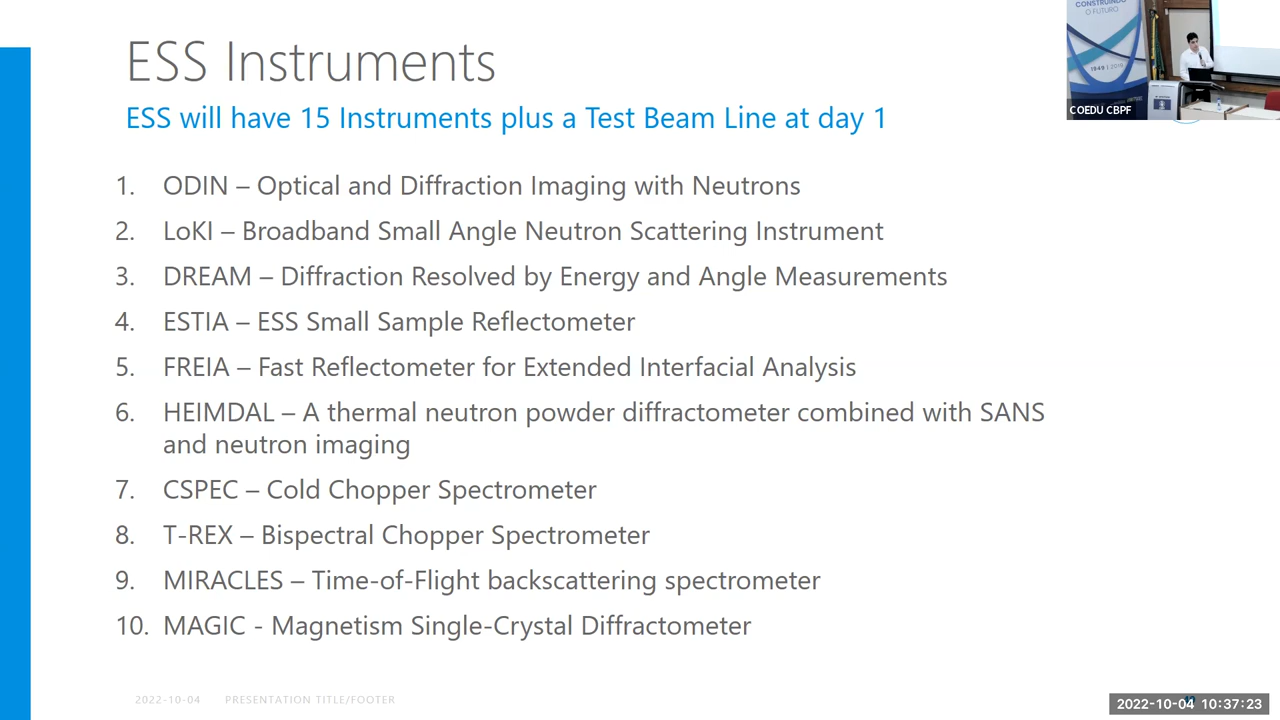 ESS Instruments
ESS will have 15 Instruments plus a Test Beam Line at day 1
1. ODIN – Optical and Diffraction Imaging with Neutrons
2. LoKI – Broadband Small Angle Neutron Scattering Instrument
3. DREAM – Diffraction Resolved by Energy and Angle Measurements
4. ESTIA – ESS Small Sample Reflectometer
5. FREIA – Fast Reflectometer for Extended Interfacial Analysis
6. HEIMDAL – A thermal neutron powder diffractometer combined with SANS
and neutron imaging
7. CSPEC – Cold Chopper Spectrometer
8. T-REX – Bispectral Chopper Spectrometer
9. MIRACLES – Time-of-Flight backscattering spectrometer
10. MAGIC - Magnetism Single-Crystal Diffractometer
2022-10-04 PRESENTATION TITLE/FOOTER
CONSTRUINDO
O FUTURO
1949 | 2019
COEDU CBPF
2022-10-04 10:37:23